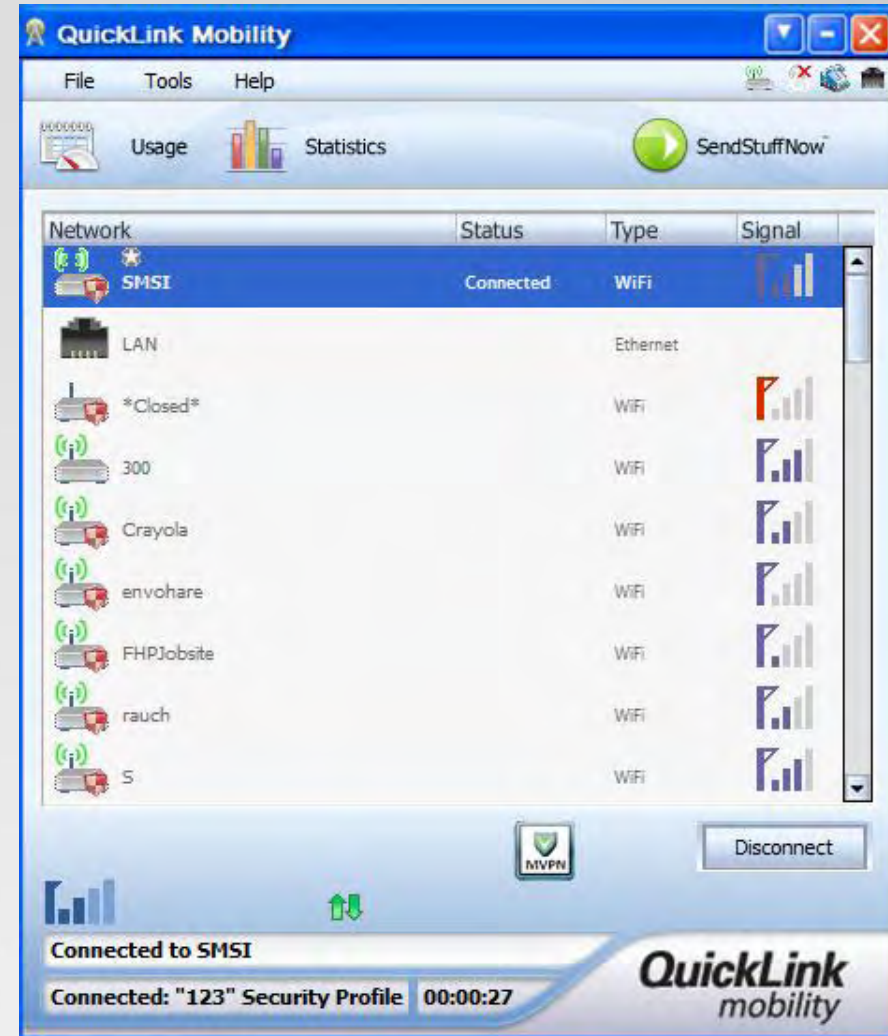 QuickLink Mobility
File Tools Help
Usage Statistics SendStuffNow™
Network Status Type Signal
SMSI Connected WiFi
LAN Ethernet
*Closed* WiFi
300 WiFi
Crayola WiFi
envohare WiFi
FHPJobsite WiFi
rauch WiFi
S WiFi
MVPN Disconnect
Connected to SMSI
Connected: "123" Security Profile 00:00:27
QuickLink
mobility